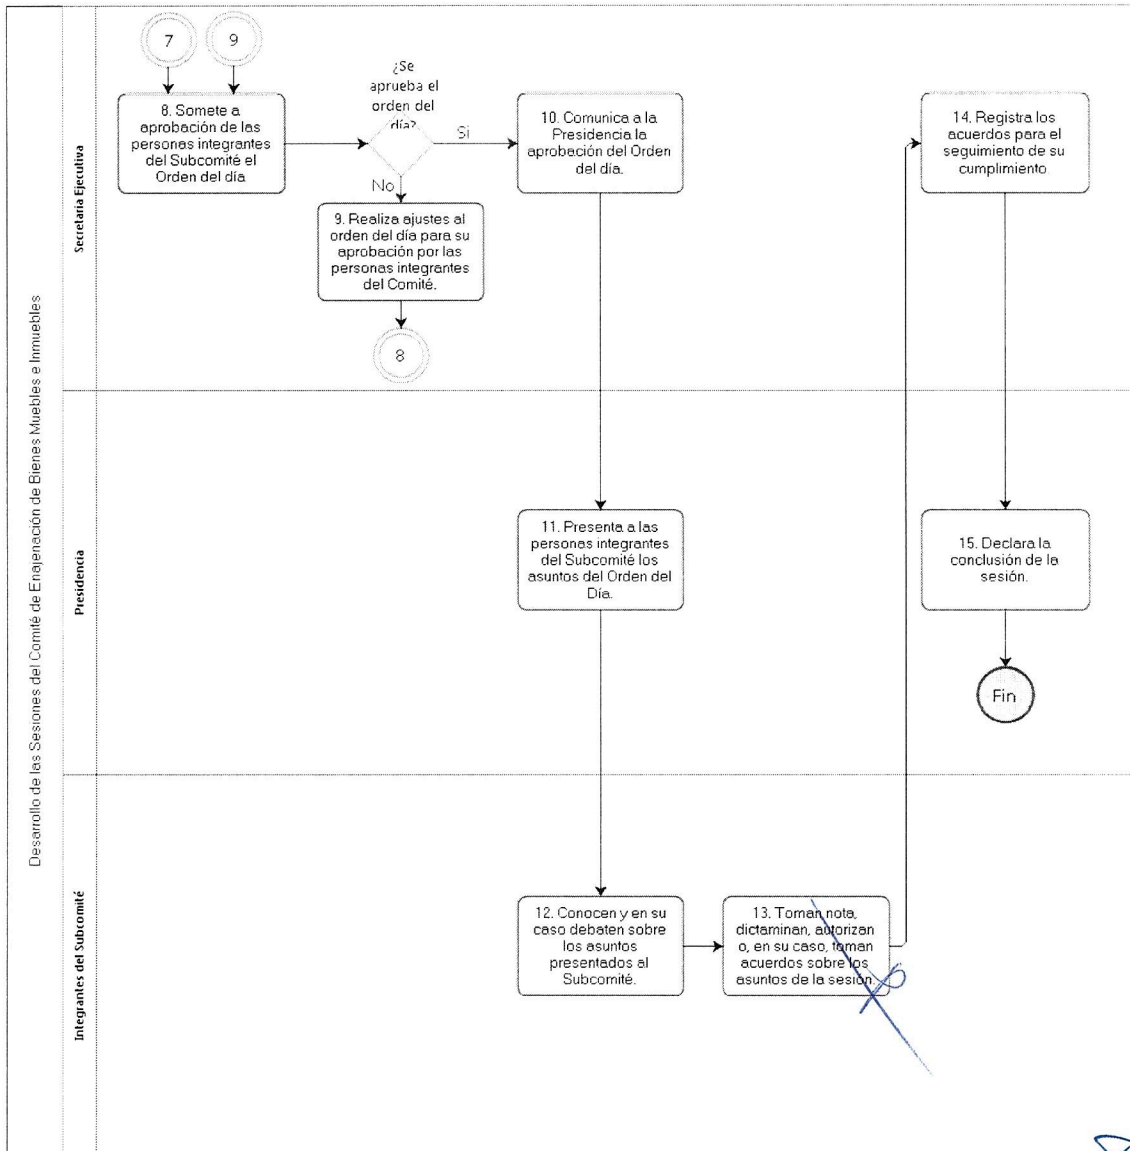 Desarrollo de las Sesiones del Comité de Enajenación de Bienes Muebles e Inmuebles
Secretaría Ejecutiva
7
9
8. Somete a
aprobación de las
personas integrantes
del Subcomité el
Orden del día
¿Se
aprueba el
orden del
día?
Si
No
9. Realiza ajustes al
orden del día para su
aprobación por las
personas integrantes
del Comité.
8
10. Comunica a la
Presidencia la
aprobación del Orden
del día.
14. Registra los
acuerdos para el
seguimiento de su
cumplimiento
Presidencia
11. Presenta a las
personas integrantes
del Subcomité los
asuntos del Orden del
Día.
15. Declara la
conclusión de la
sesión.
Fin
Integrantes del Subcomité
12. Conocen y en su
caso debaten sobre
los asuntos
presentados al
Subcomité.
13. Toman nota,
dictaminan, autorizan
o, en su caso, toman
acuerdos sobre los
asuntos de la sesión.